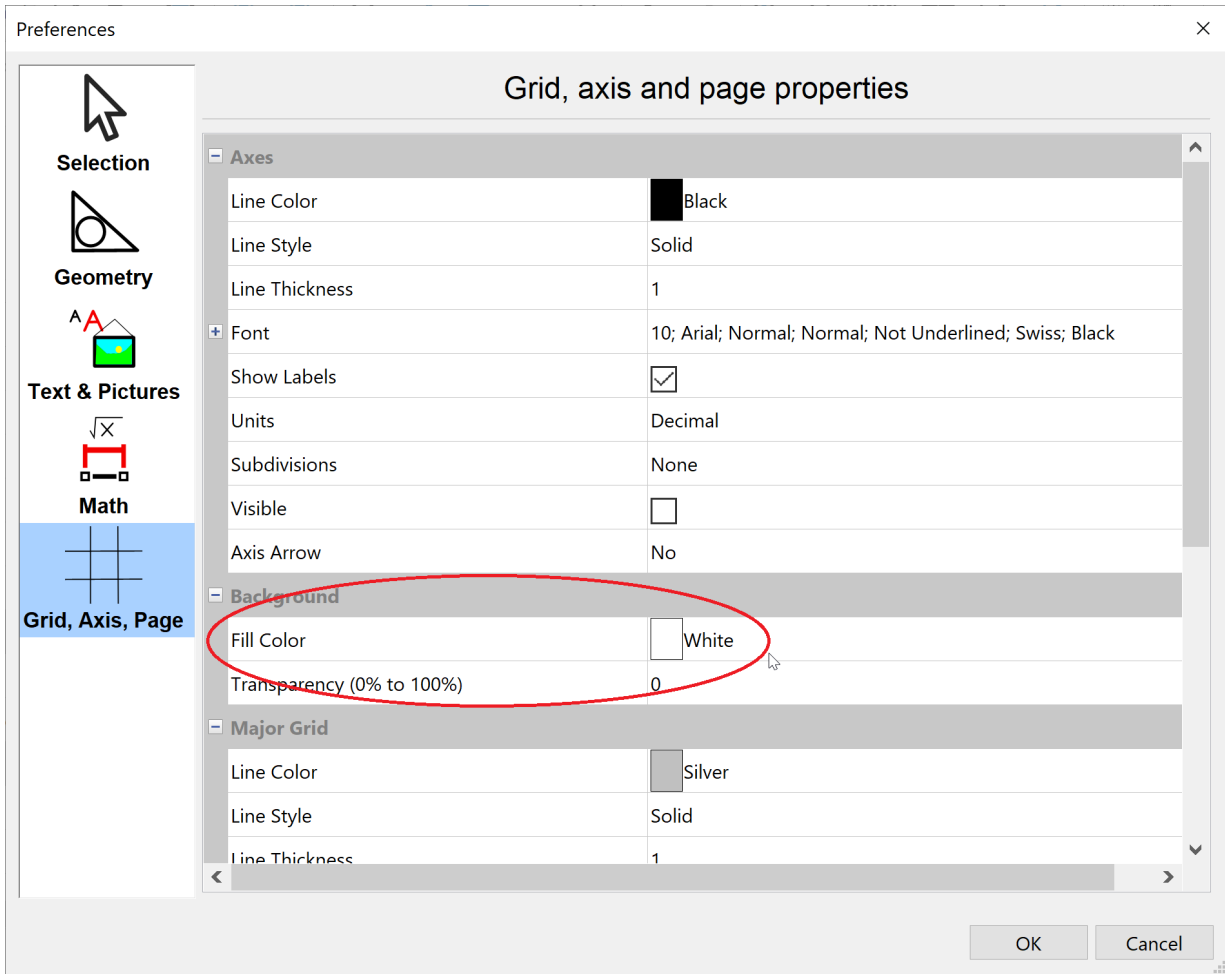 Preferences
Grid, axis and page properties
Selection
Geometry
A A
Text & Pictures
√X
Math
Grid, Axis, Page
Axes
Line Color Black
Line Style Solid
Line Thickness 1
Font 10; Arial; Normal; Normal; Not Underlined; Swiss; Black
Show Labels
Units Decimal
Subdivisions None
Visible
Axis Arrow No
Background
Fill Color White
Transparency (0% to 100%) 0
Major Grid
Line Color Silver
Line Style Solid
Line Thickness 1
OK Cancel